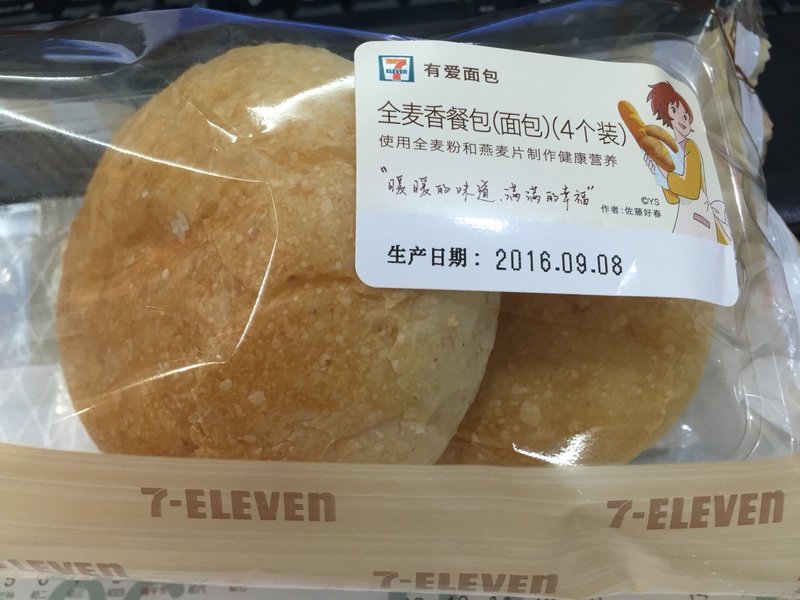 7
ELEVEN
有爱面包
全麦香餐包(面包)(4个装)
使用全麦粉和燕麦片制作健康营养
"暖暖的味道、满满的幸福"
©YS
作者:佐藤好春
生产日期: 2016.09.08
7-ELEVEN
7-ELEVEN
7-ELEVEN